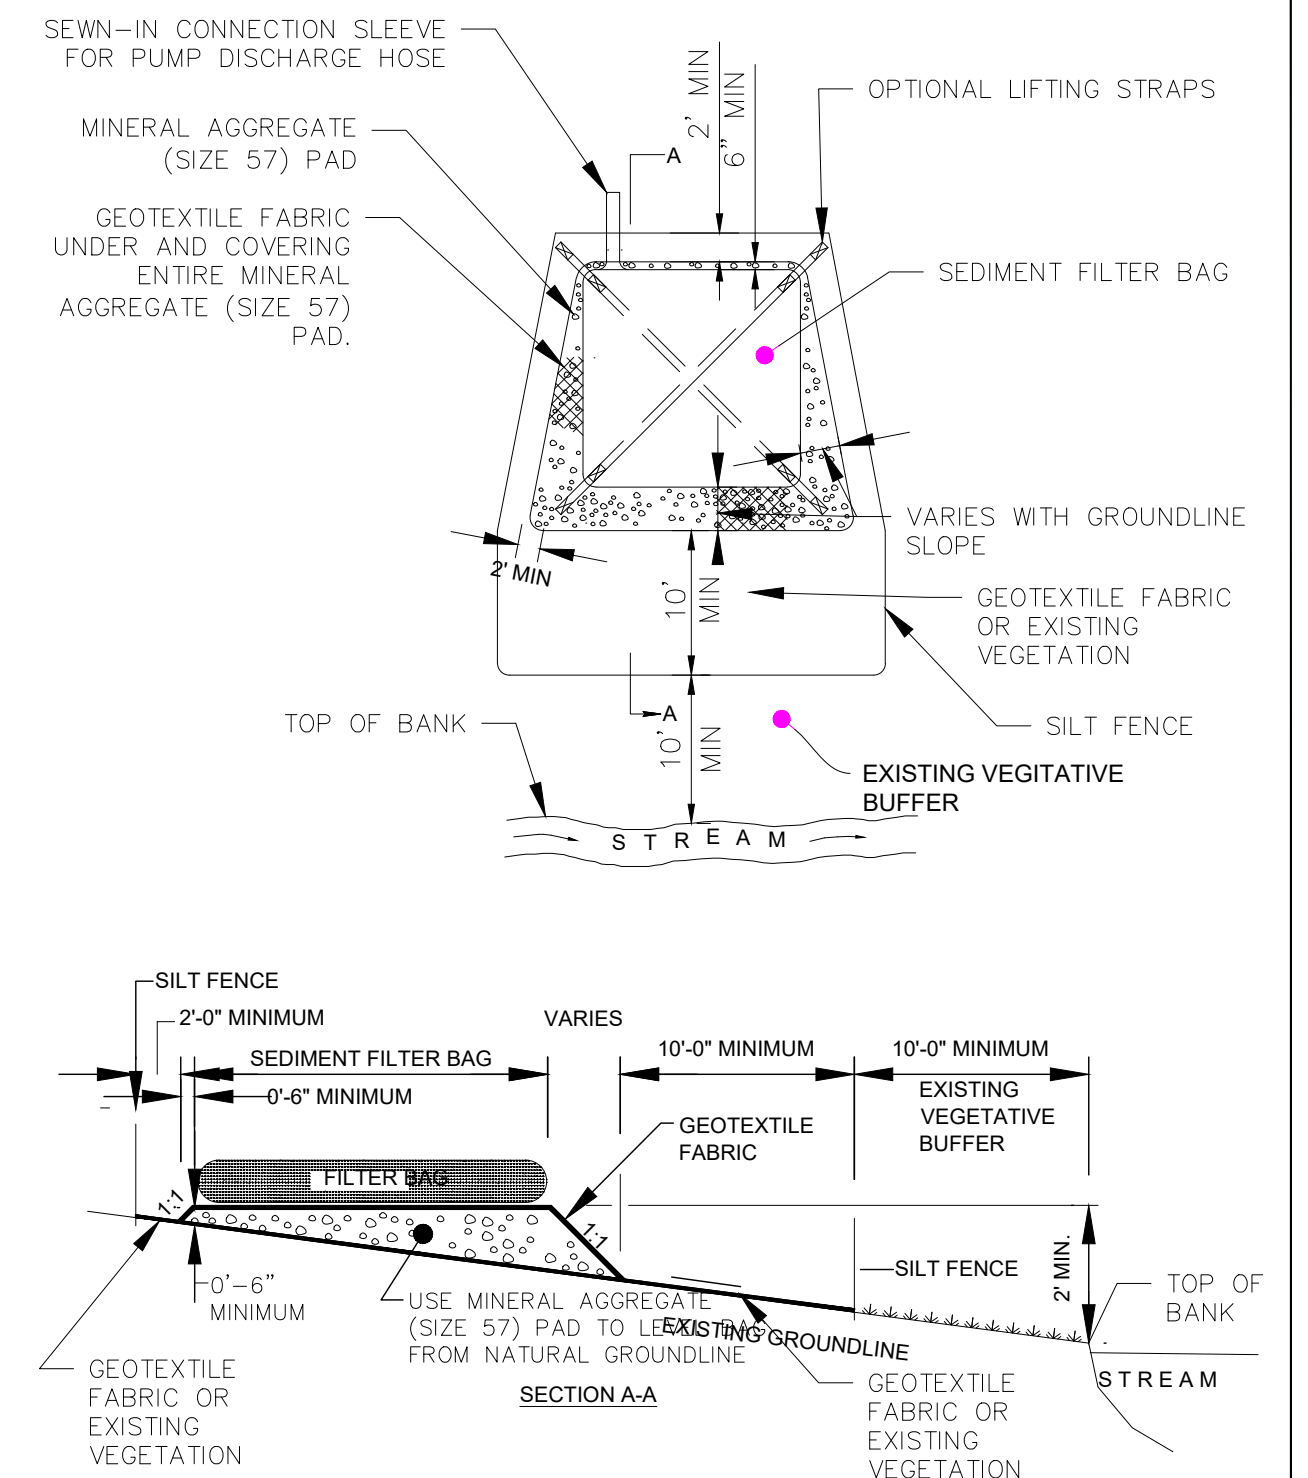 SEWN-IN CONNECTION SLEEVE
FOR PUMP DISCHARGE HOSE
MINERAL AGGREGATE
(SIZE 57) PAD
GEOTEXTILE FABRIC
UNDER AND COVERING
ENTIRE MINERAL
AGGREGATE (SIZE 57)
PAD.
A
2' MIN
6" MIN
OPTIONAL LIFTING STRAPS
SEDIMENT FILTER BAG
VARIES WITH GROUNDLINE
SLOPE
2' MIN
10'
MIN
GEOTEXTILE FABRIC
OR EXISTING
VEGETATION
A
TOP OF BANK
10'
MIN
SILT FENCE
EXISTING VEGITATIVE
BUFFER
STREAM
SILT FENCE
2'-0" MINIMUM
VARIES
SEDIMENT FILTER BAG
10'-0" MINIMUM
10'-0" MINIMUM
0'-6" MINIMUM
EXISTING
VEGETATIVE
BUFFER
GEOTEXTILE
FABRIC
FILTER BAG
1:1
1:1
2' MIN.
SILT FENCE
0'-6"
MINIMUM
TOP OF
BANK
USE MINERAL AGGREGATE
(SIZE 57) PAD TO LEVEL BAG
FROM NATURAL GROUNDLINE
EXISTING GROUNDLINE
GEOTEXTILE
FABRIC OR
EXISTING
VEGETATION
SECTION A-A
GEOTEXTILE
FABRIC OR
EXISTING
VEGETATION
STREAM